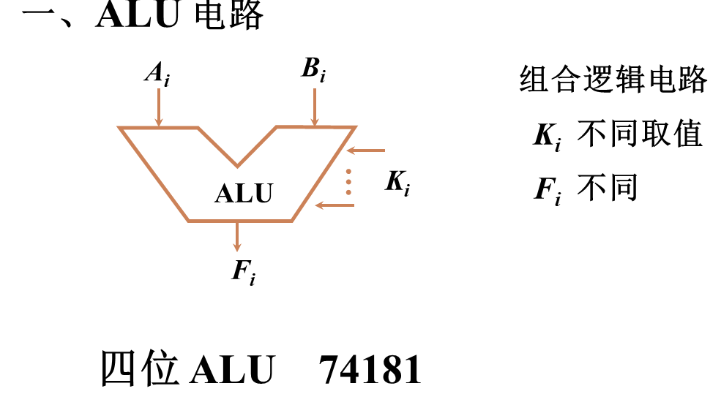 一、ALU 电路
Ai Bi
组合逻辑电路
Ki 不同取值
ALU Ki
Fi 不同
Fi
四位 ALU 74181